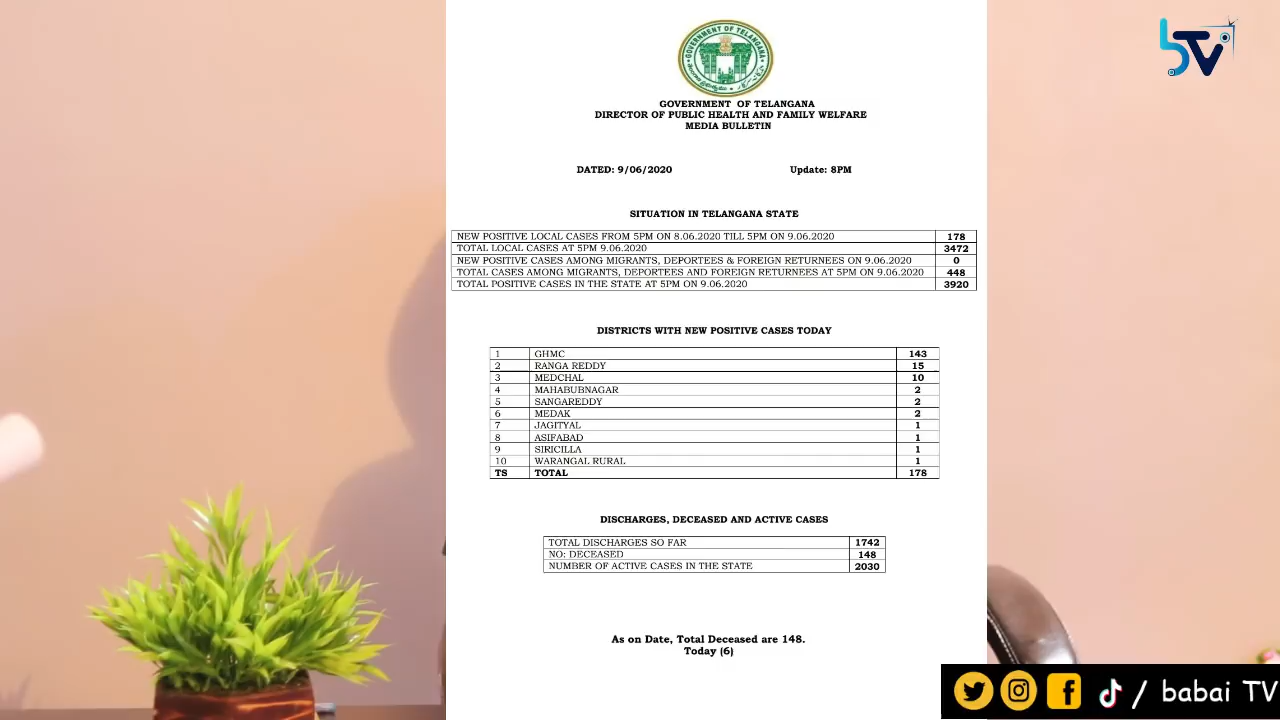 bTV
GOVERNMENT OF TELANGANA
GOVERNMENT OF TELANGANA
DIRECTOR OF PUBLIC HEALTH AND FAMILY WELFARE
MEDIA BULLETIN
DATED: 9/06/2020 Update: 8PM
SITUATION IN TELANGANA STATE
NEW POSITIVE LOCAL CASES FROM 5PM ON 8.06.2020 TILL 5PM ON 9.06.2020 178
TOTAL LOCAL CASES AT 5PM 9.06.2020 3472
NEW POSITIVE CASES AMONG MIGRANTS, DEPORTEES & FOREIGN RETURNEES ON 9.06.2020 0
TOTAL CASES AMONG MIGRANTS, DEPORTEES AND FOREIGN RETURNEES AT 5PM ON 9.06.2020 448
TOTAL POSITIVE CASES IN THE STATE AT 5PM ON 9.06.2020 3920
DISTRICTS WITH NEW POSITIVE CASES TODAY
1 GHMC 143
2 RANGA REDDY 15
3 MEDCHAL 10
4 MAHABUBNAGAR 2
5 SANGAREDDY 2
6 MEDAK 2
7 JAGITYAL 1
8 ASIFABAD 1
9 SIRICILLA 1
10 WARANGAL RURAL 1
TS TOTAL 178
DISCHARGES, DECEASED AND ACTIVE CASES
TOTAL DISCHARGES SO FAR 1742
NO: DECEASED 148
NUMBER OF ACTIVE CASES IN THE STATE 2030
As on Date, Total Deceased are 148.
Today (6)
/ babai TV